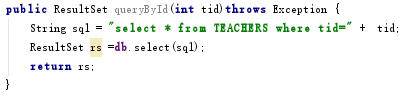 public ResultSet queryById(int tid)throws Exception {
String sql = "select * from TEACHERS where tid=" + tid;
ResultSet rs =db.select(sql);
return rs;
}